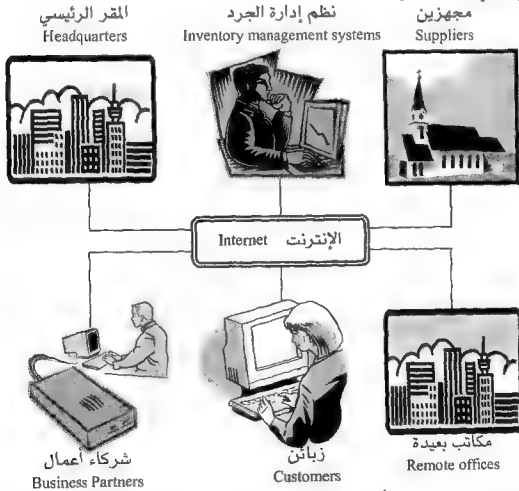 المقر الرئيسي
Headquarters
نظم إدارة الجرد
Inventory management systems
مجهزين
Suppliers
Internet الإنترنت
شركاء أعمال
Business Partners
زبائن
Customers
مكاتب بعيدة
Remote offices